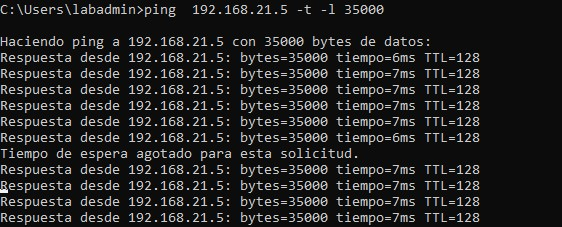 C:\Users\labadmin>ping  192.168.21.5 -t -l 35000
Haciendo ping a 192.168.21.5 con 35000 bytes de datos:
Respuesta desde 192.168.21.5: bytes=35000 tiempo=6ms TTL=128
Respuesta desde 192.168.21.5: bytes=35000 tiempo=7ms TTL=128
Respuesta desde 192.168.21.5: bytes=35000 tiempo=7ms TTL=128
Respuesta desde 192.168.21.5: bytes=35000 tiempo=7ms TTL=128
Respuesta desde 192.168.21.5: bytes=35000 tiempo=7ms TTL=128
Respuesta desde 192.168.21.5: bytes=35000 tiempo=6ms TTL=128
Tiempo de espera agotado para esta solicitud.
Respuesta desde 192.168.21.5: bytes=35000 tiempo=7ms TTL=128
Respuesta desde 192.168.21.5: bytes=35000 tiempo=7ms TTL=128
Respuesta desde 192.168.21.5: bytes=35000 tiempo=7ms TTL=128
Respuesta desde 192.168.21.5: bytes=35000 tiempo=7ms TTL=128